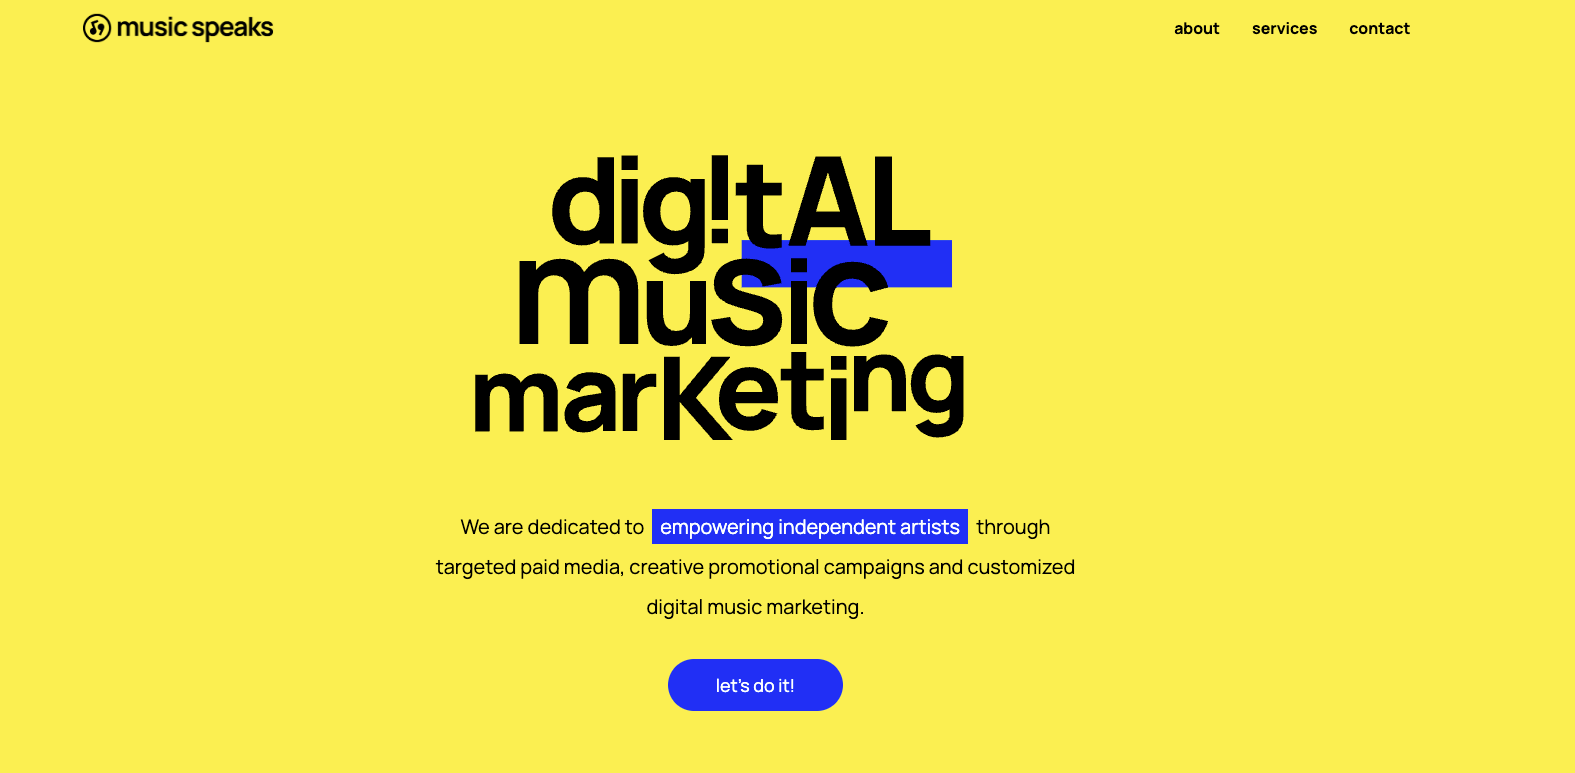 music speaks
about services contact
dig!tAL
music
marKeting
We are dedicated to empowering independent artists through
targeted paid media, creative promotional campaigns and customized
digital music marketing.
let's do it!